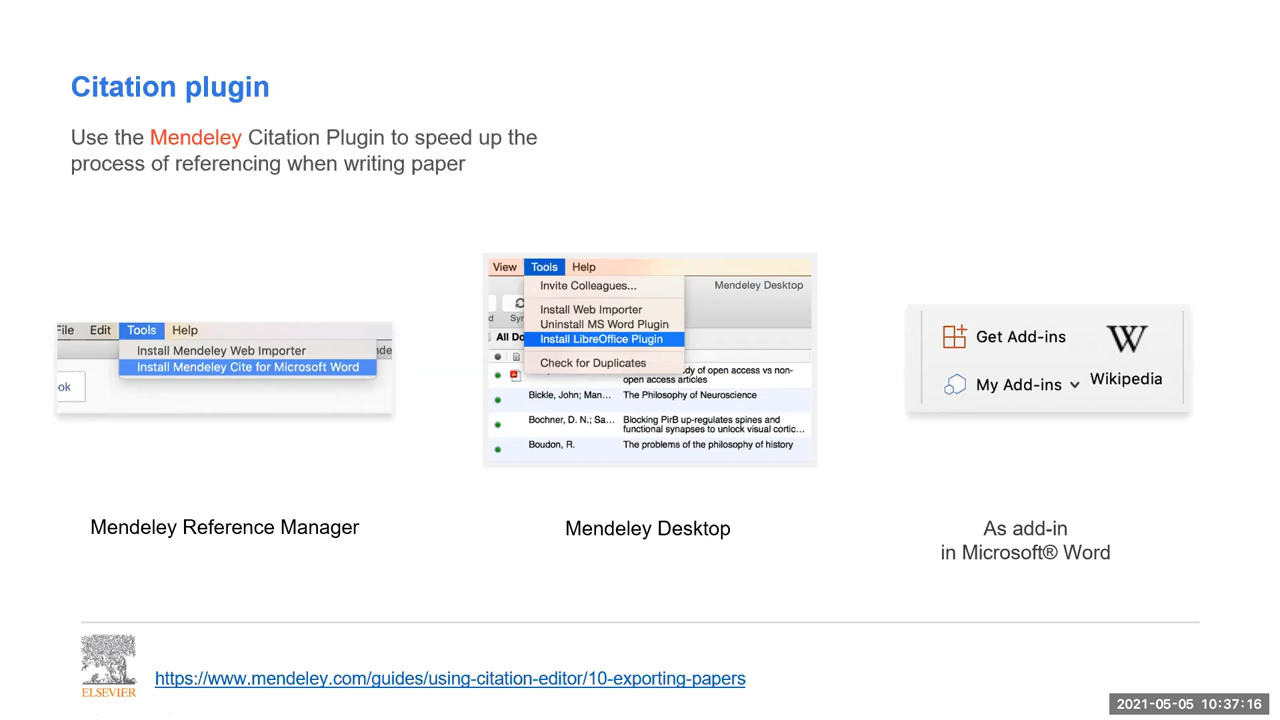 Citation plugin
Use the Mendeley Citation Plugin to speed up the
process of referencing when writing paper
File Edit Tools Help
Install Mendeley Web Importer
Install Mendeley Cite for Microsoft Word
ook
Mendeley Reference Manager
View Tools Help
Invite Colleagues...
Mendeley Desktop
Install Web Importer
Uninstall MS Word Plugin
Install LibreOffice Plugin
Check for Duplicates
All Do
of open access vs non-
open access articles
Bickle, John; Man... The Philosophy of Neuroscience
Bochner, D. N.; Sa... Blocking PirB up-regulates spines and
functional synapses to unlock visual cortic...
Boudon, R. The problems of the philosophy of history
Mendeley Desktop
Get Add-ins
My Add-ins
W
Wikipedia
As add-in
in Microsoft® Word
ELSEVIER
https://www.mendeley.com/guides/using-citation-editor/10-exporting-papers
2021-05-05 10:37:16